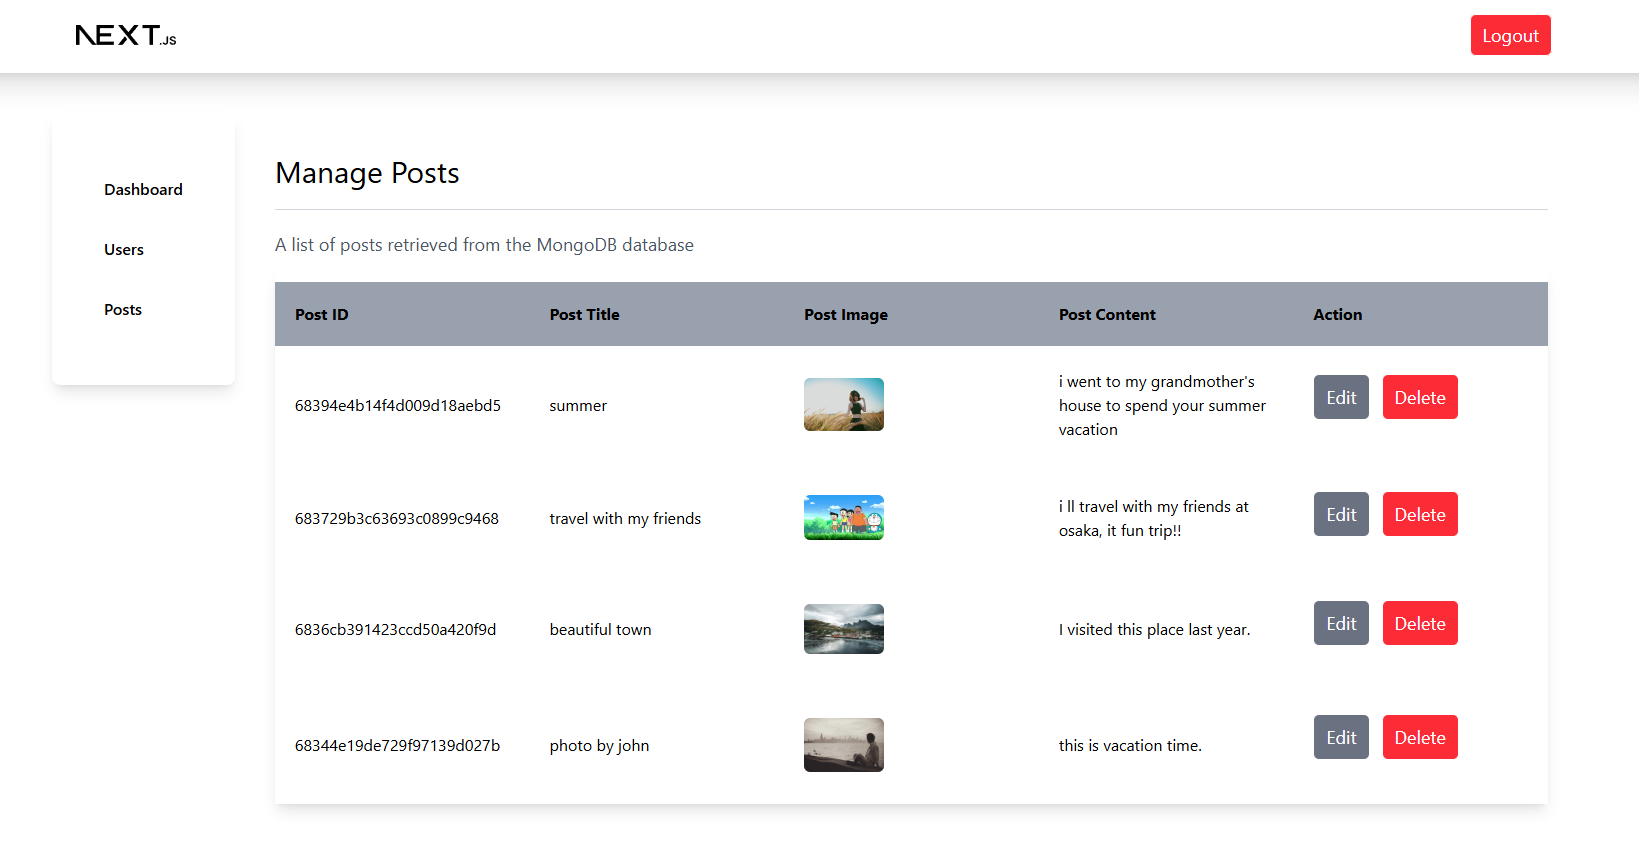 NEXT.JS
Logout
Dashboard
Users
Posts
Manage Posts
A list of posts retrieved from the MongoDB database
Post ID Post Title Post Image Post Content Action
68394e4b14f4d009d18aebd5 summer
i went to my grandmother's
house to spend your summer
vacation
Edit Delete
683729b3c63693c0899c9468 travel with my friends
i ll travel with my friends at
osaka, it fun trip!!
Edit Delete
6836cb391423ccd50a420f9d beautiful town I visited this place last year. Edit Delete
68344e19de729f97139d027b photo by john this is vacation time. Edit Delete